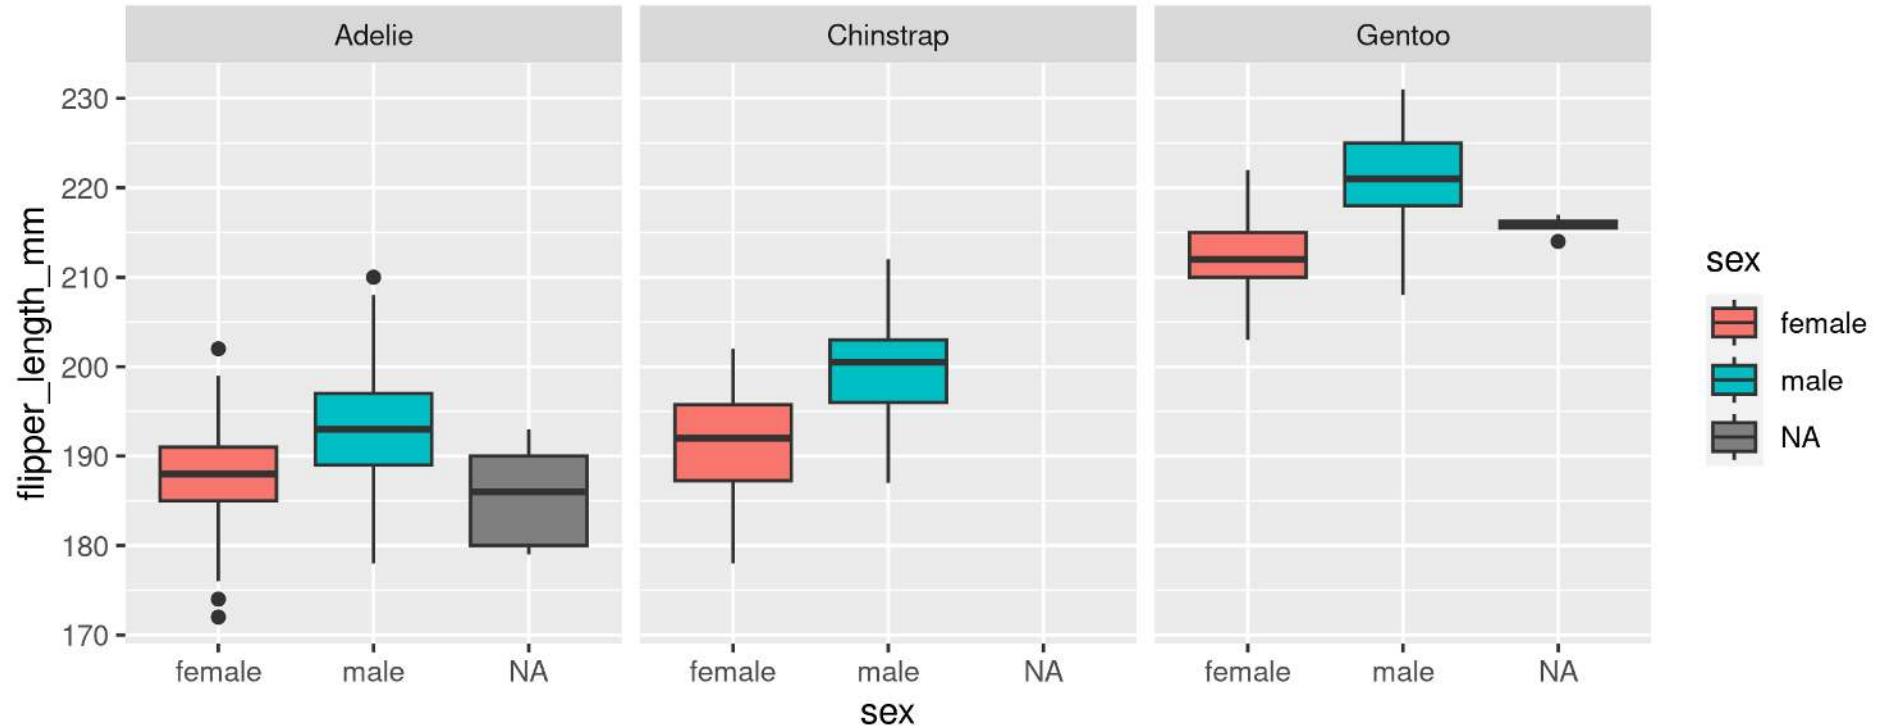 Adelie
Chinstrap
Gentoo
flipper_length_mm
230
220
210
200
190
180
170
female male NA
female male NA
female male NA
sex
sex
female
male
NA